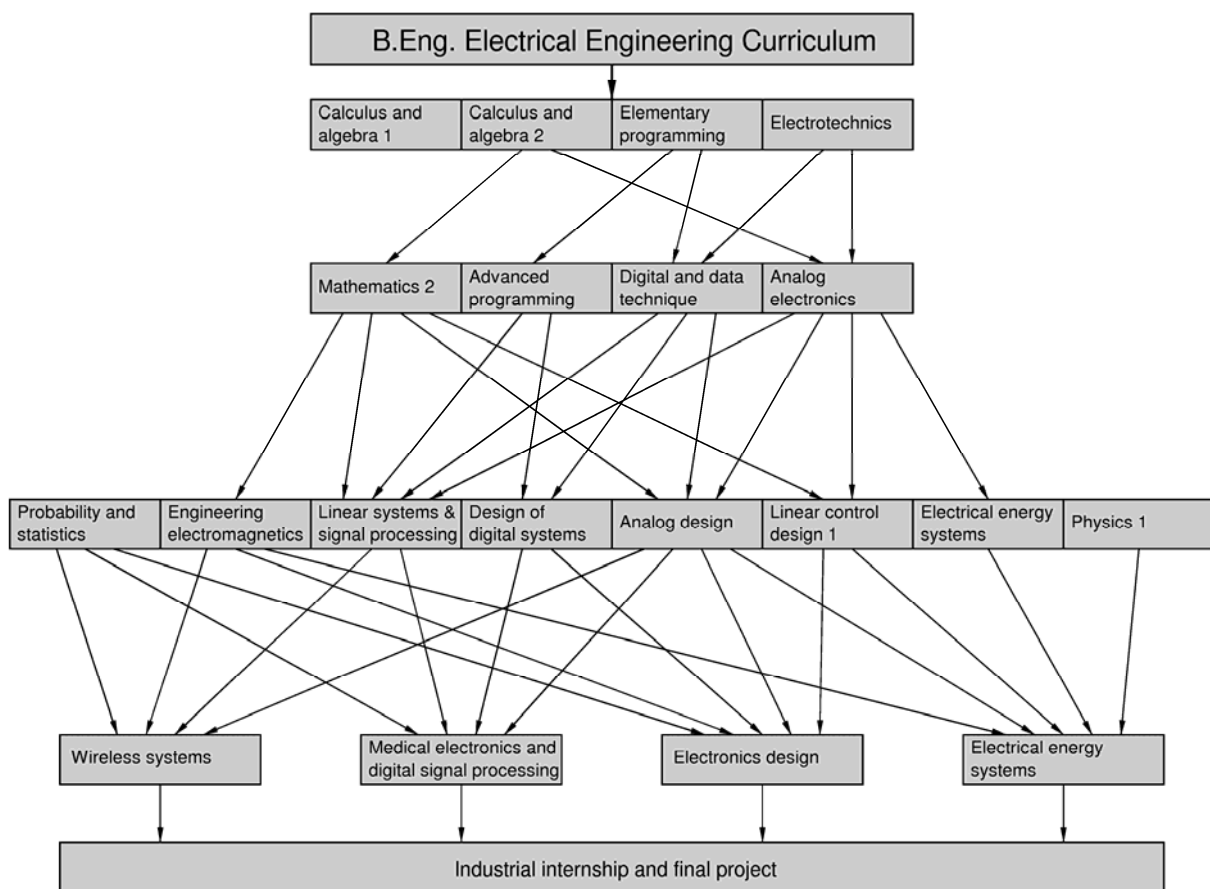 B.Eng. Electrical Engineering Curriculum
Calculus and
algebra 1
Calculus and
algebra 2
Elementary
programming
Electrotechnics
Mathematics 2
Advanced
programming
Digital and data
technique
Analog
electronics
Probability and
statistics
Engineering
electromagnetics
Linear systems &
signal processing
Design of
digital systems
Analog design
Linear control
design 1
Electrical energy
systems
Physics 1
Wireless systems
Medical electronics and
digital signal processing
Electronics design
Electrical energy
systems
Industrial internship and final project